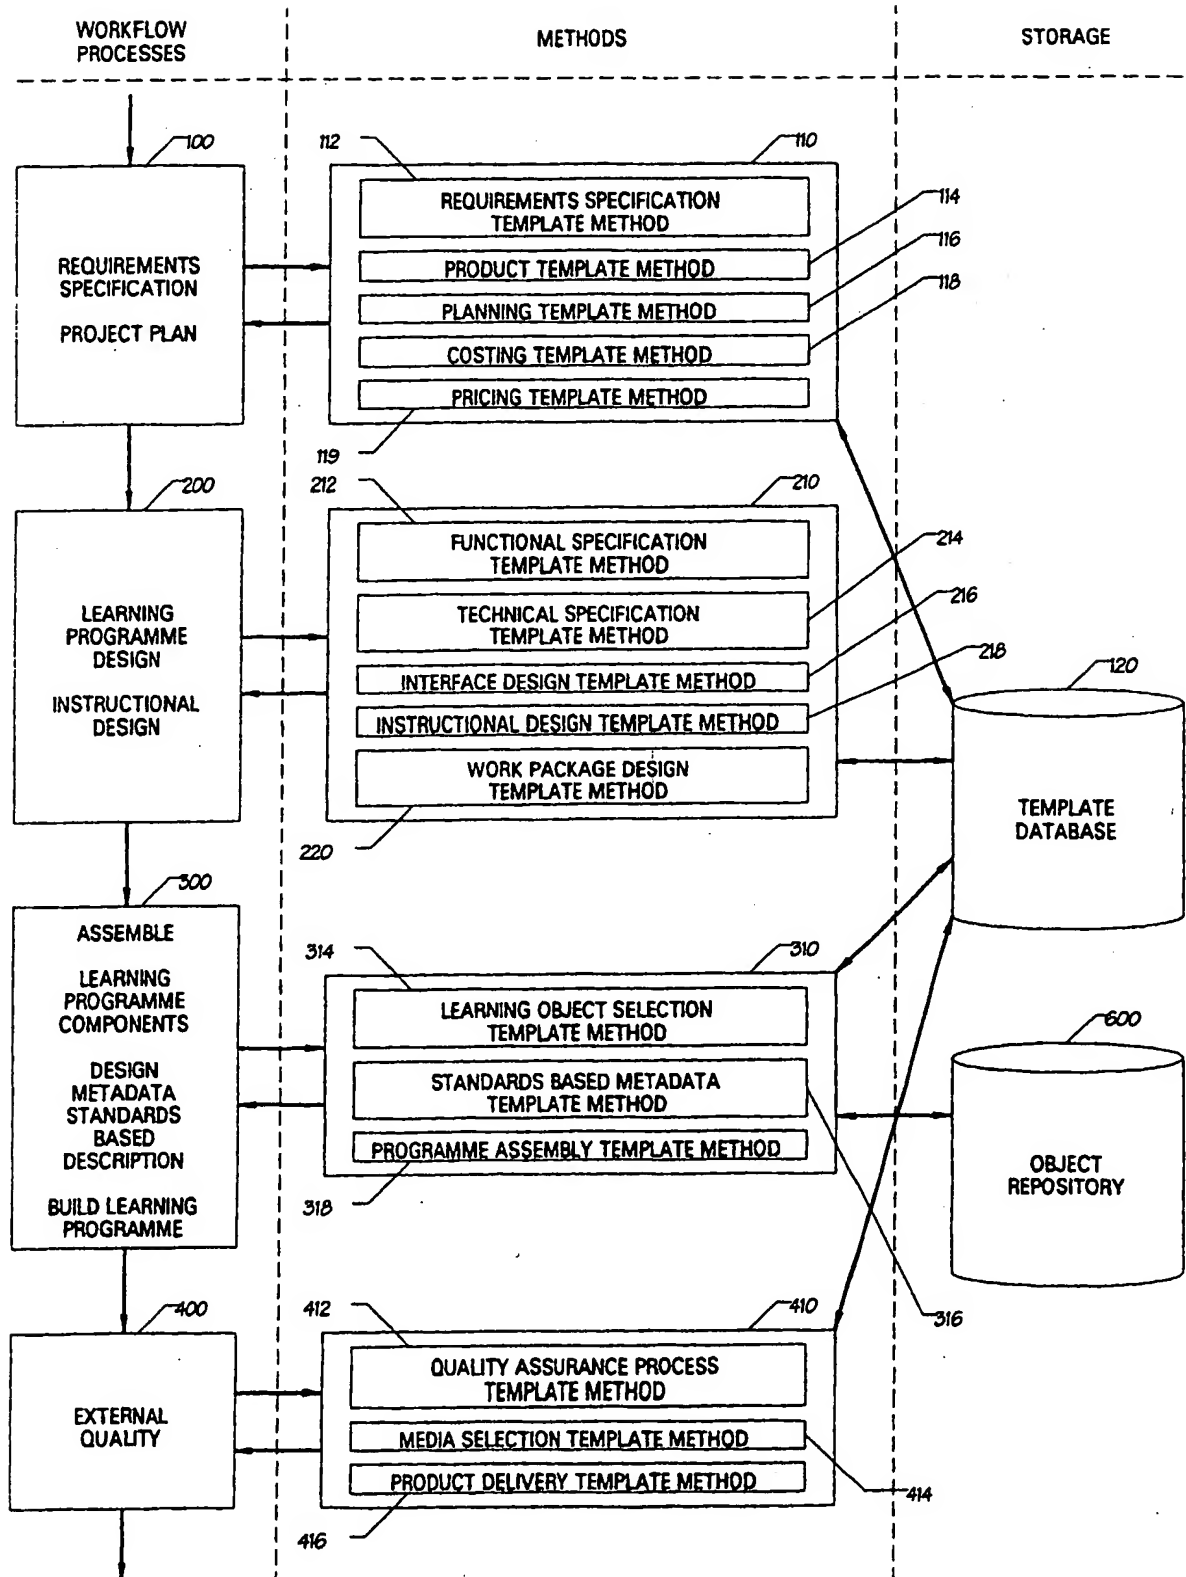 WORKFLOW
PROCESSES
METHODS
STORAGE
100
REQUIREMENTS
SPECIFICATION
PROJECT PLAN
112
110
REQUIREMENTS SPECIFICATION
TEMPLATE METHOD
PRODUCT TEMPLATE METHOD
PLANNING TEMPLATE METHOD
COSTING TEMPLATE METHOD
PRICING TEMPLATE METHOD
114
116
118
119
200
LEARNING
PROGRAMME
DESIGN
INSTRUCTIONAL
DESIGN
212
210
FUNCTIONAL SPECIFICATION
TEMPLATE METHOD
TECHNICAL SPECIFICATION
TEMPLATE METHOD
INTERFACE DESIGN TEMPLATE METHOD
INSTRUCTIONAL DESIGN TEMPLATE METHOD
WORK PACKAGE DESIGN
TEMPLATE METHOD
214
216
218
220
120
TEMPLATE
DATABASE
300
ASSEMBLE
LEARNING
PROGRAMME
COMPONENTS
DESIGN
METADATA
STANDARDS
BASED
DESCRIPTION
BUILD LEARNING
PROGRAMME
314
310
LEARNING OBJECT SELECTION
TEMPLATE METHOD
STANDARDS BASED METADATA
TEMPLATE METHOD
PROGRAMME ASSEMBLY TEMPLATE METHOD
318
316
600
OBJECT
REPOSITORY
400
EXTERNAL
QUALITY
412
410
QUALITY ASSURANCE PROCESS
TEMPLATE METHOD
MEDIA SELECTION TEMPLATE METHOD
PRODUCT DELIVERY TEMPLATE METHOD
414
416